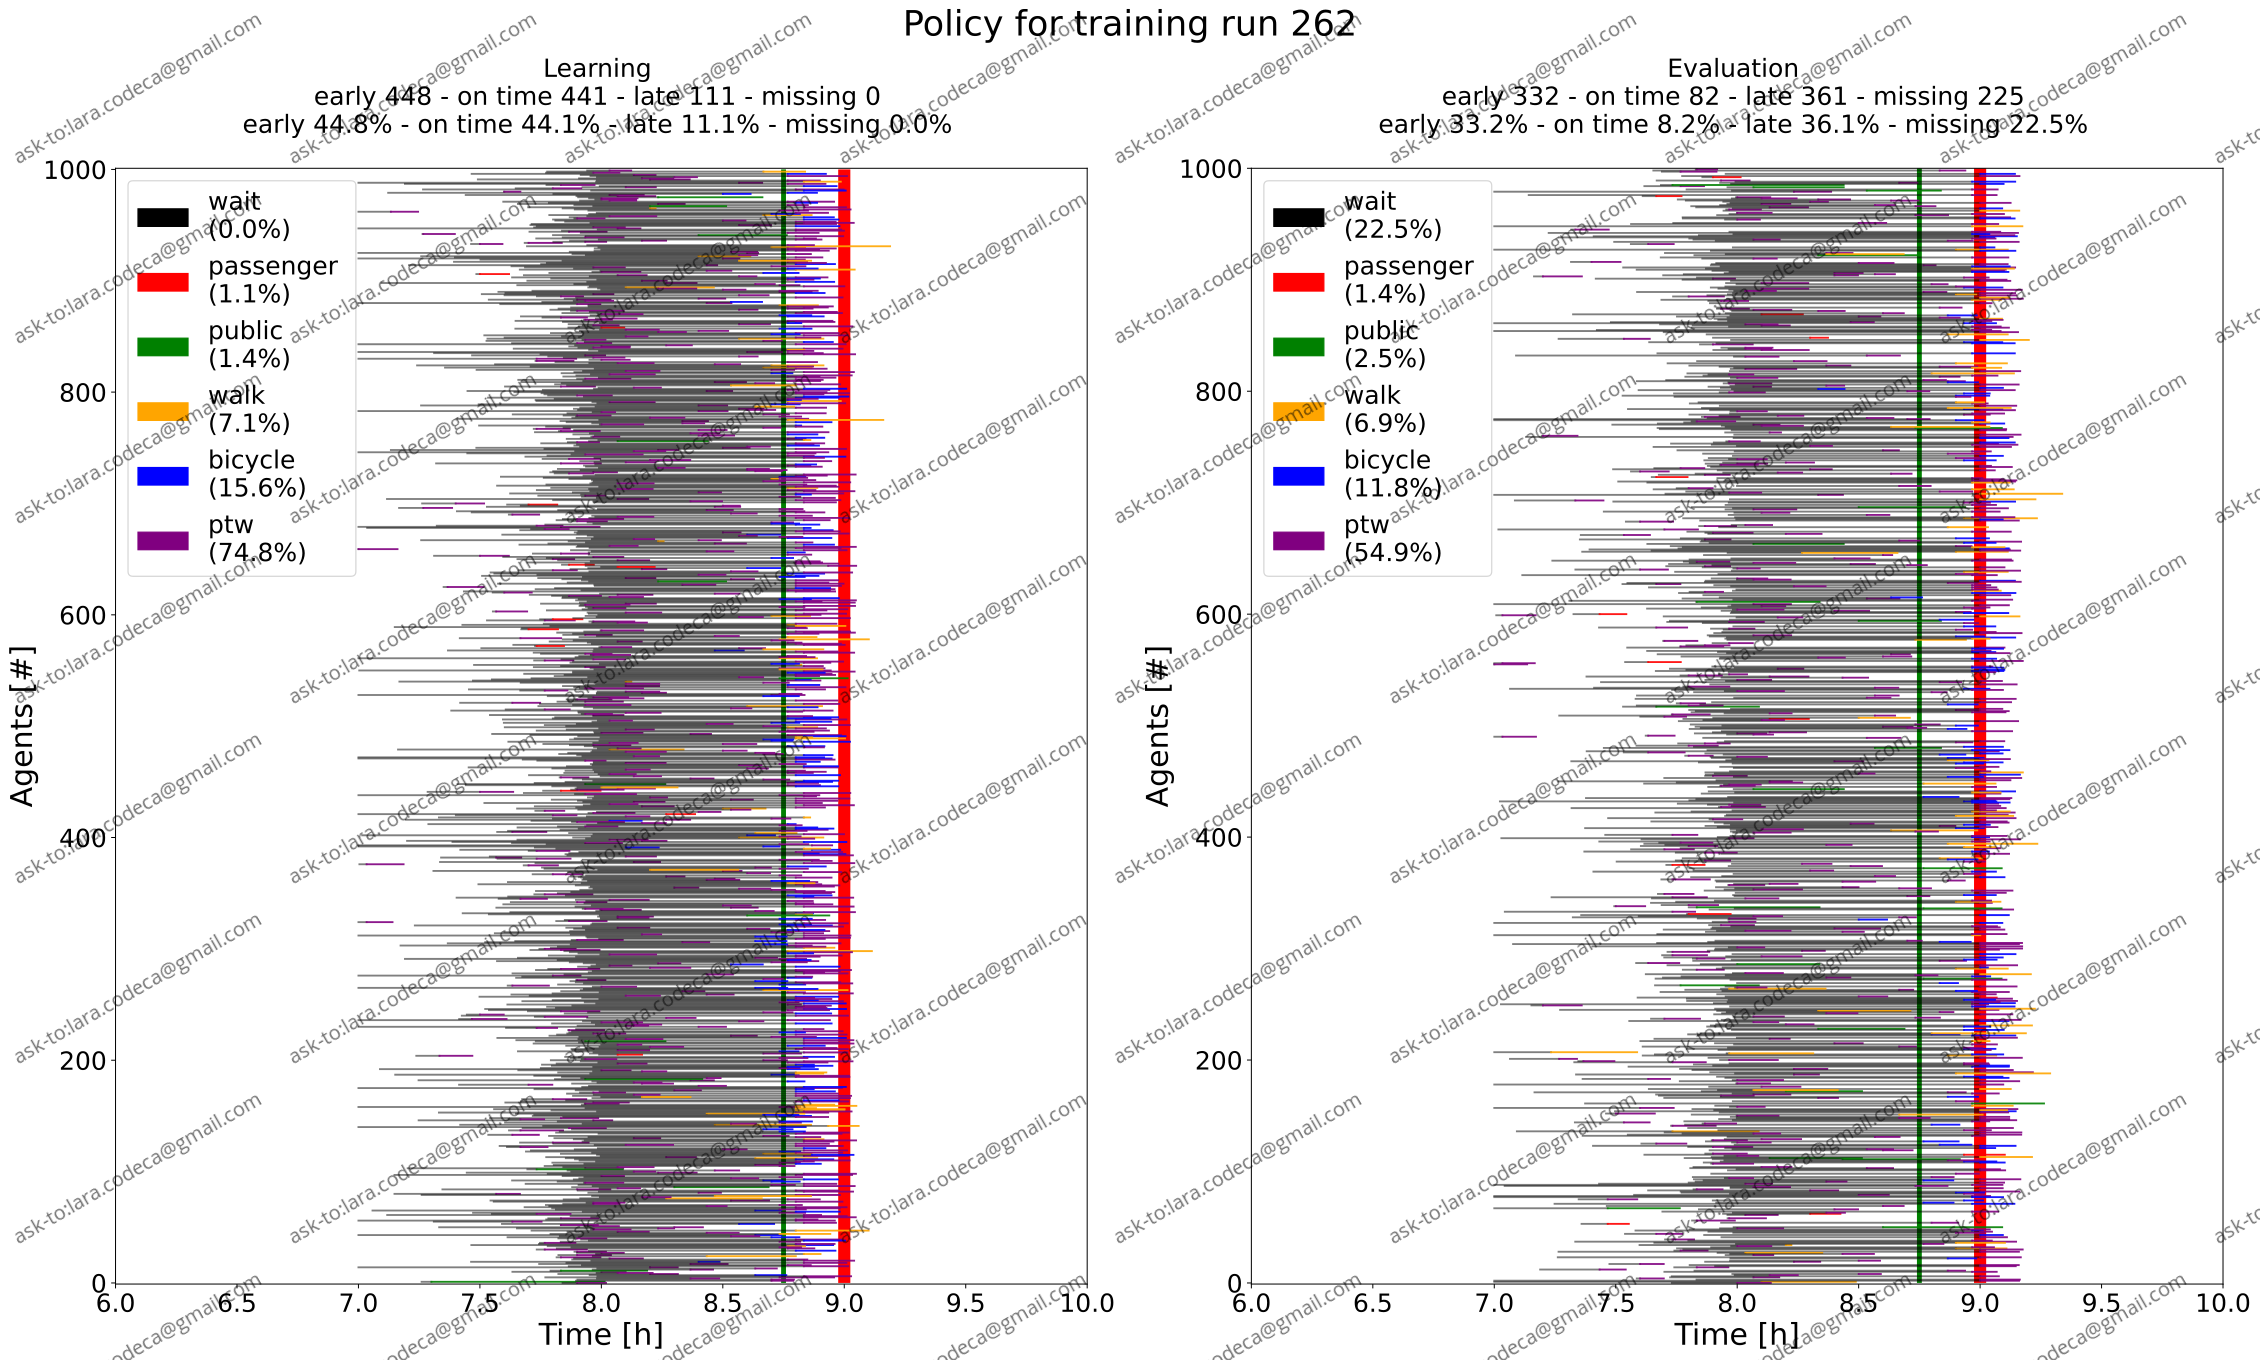 Policy for training run 262
Learning
early 448 - on time 441 - late 111 - missing 0
early 44.8% - on time 44.1% - late 11.1% - missing 0.0%
1000
800
600
400
200
0
Agents [#]
wait
(0.0%)
passenger
(1.1%)
public
(1.4%)
walk
(7.1%)
bicycle
(15.6%)
ptw
(74.8%)
6.0 6.5 7.0 7.5 8.0 8.5 9.0 9.5 10.0
Time [h]
Evaluation
early 332 - on time 82 - late 361 - missing 225
early 33.2% - on time 8.2% - late 36.1% - missing 22.5%
1000
800
600
400
200
0
Agents [#]
wait
(22.5%)
passenger
(1.4%)
public
(2.5%)
walk
(6.9%)
bicycle
(11.8%)
ptw
(54.9%)
6.0 6.5 7.0 7.5 8.0 8.5 9.0 9.5 10.0
Time [h]
ask-to:lara.codeca@gmail.com